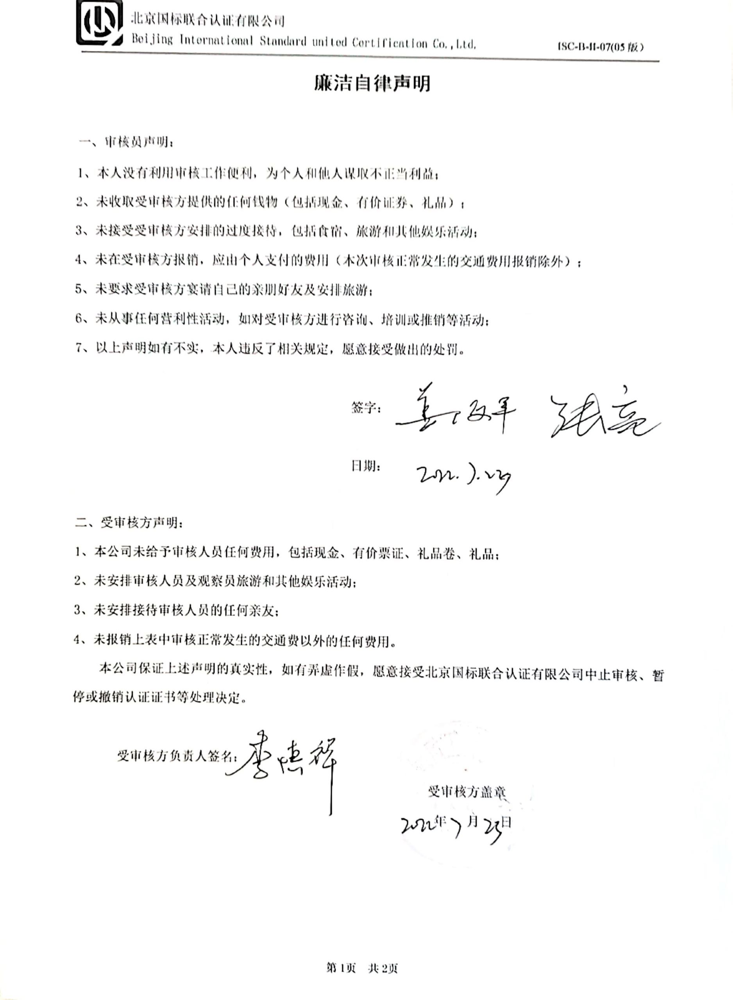 北京国标联合认证有限公司
Beijing International Standard united Certification Co.,Ltd.
ISC-B-II-07(05版)
廉洁自律声明
一、审核员声明：
1、本人没有利用审核工作便利，为个人和他人谋取不正当利益；
2、未收取受审核方提供的任何钱物（包括现金、有价证券、礼品）；
3、未接受受审核方安排的过度接待，包括食宿、旅游和其他娱乐活动；
4、未在受审核方报销，应由个人支付的费用（本次审核正常发生的交通费用报销除外）；
5、未要求受审核方宴请自己的亲朋好友及安排旅游；
6、未从事任何营利性活动，如对受审核方进行咨询、培训或推销等活动；
7、以上声明如有不实，本人违反了相关规定，愿意接受做出的处罚。
签字： 张亮
日期：
二、受审核方声明：
1、本公司未给予审核人员任何费用，包括现金、有价票证、礼品卷、礼品；
2、未安排审核人员及观察员旅游和其他娱乐活动；
3、未安排接待审核人员的任何亲友；
4、未报销上表中审核正常发生的交通费以外的任何费用。
本公司保证上述声明的真实性，如有弄虚作假，愿意接受北京国标联合认证有限公司中止审核、暂
停或撤销认证证书等处理决定。
受审核方负责人签名：
受审核方盖章
2022年7月25日
第1页 共2页